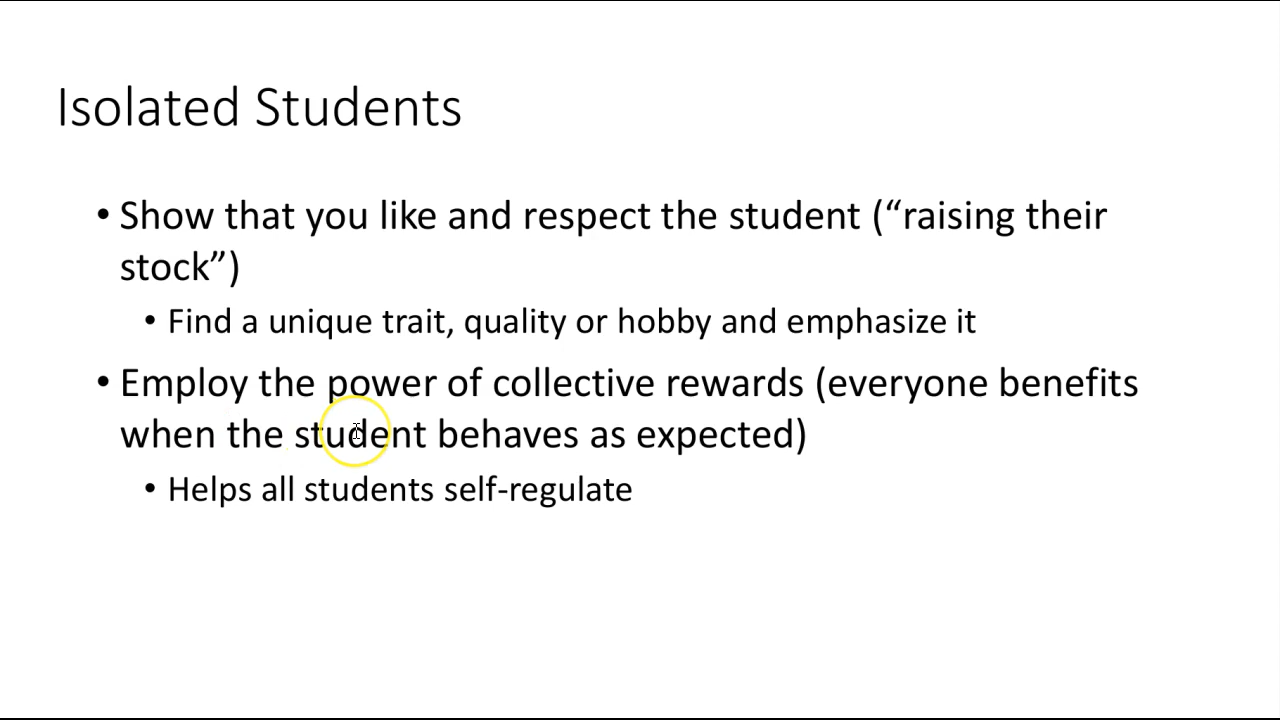 Isolated Students
• Show that you like and respect the student (“raising their
stock”)
• Find a unique trait, quality or hobby and emphasize it
• Employ the power of collective rewards (everyone benefits
when the student behaves as expected)
• Helps all students self-regulate